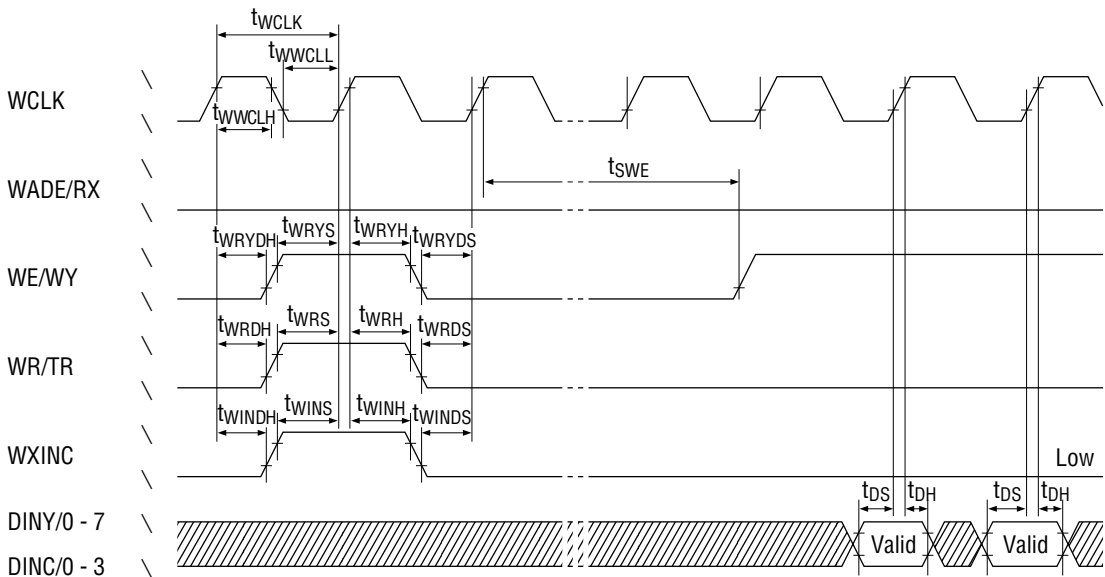 tWCLK
tWWCLL
WCLK
tWWCLH
WADE/RX
tSWE
tWRYDH tWRYS tWRYH tWRYDS
WE/WY
tWRDH tWRS tWRH tWRDS
WR/TR
tWINDH tWINS tWINH tWINDS
WXINC
Low
tDS tDH tDS tDH
DINY/0 - 7
Valid Valid
DINC/0 - 3